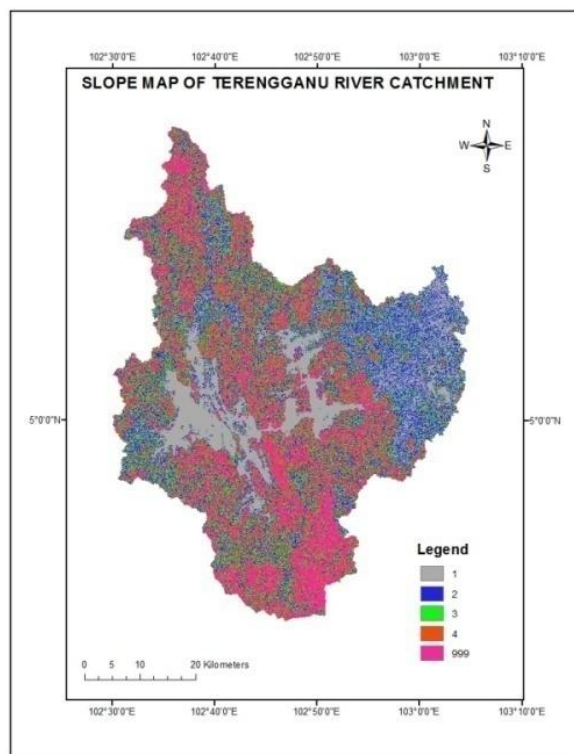 102°30'0"E 102°40'0"E 102°50'0"E 103°0'0"E 103°10'0"E
SLOPE MAP OF TERENGGANU RIVER CATCHMENT
N
W E
S
5°0'0"N 5°0'0"N
Legend
1
2
3
4
999
0 5 10 20 Kilometers
102°30'0"E 102°40'0"E 102°50'0"E 103°0'0"E 103°10'0"E